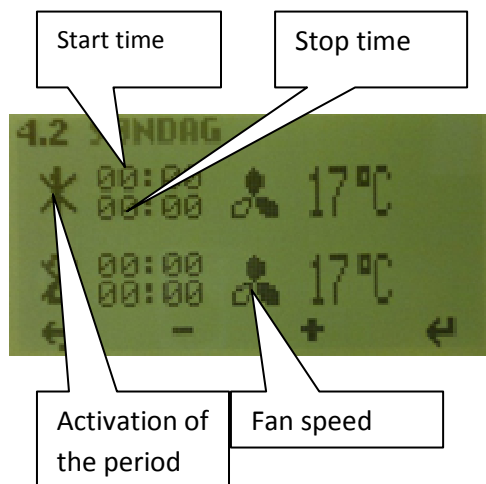 Start time
Stop time
4.2
00:00
00:00
17°C
00:00
00:00
17°C
-
+
Activation of
the period
Fan speed